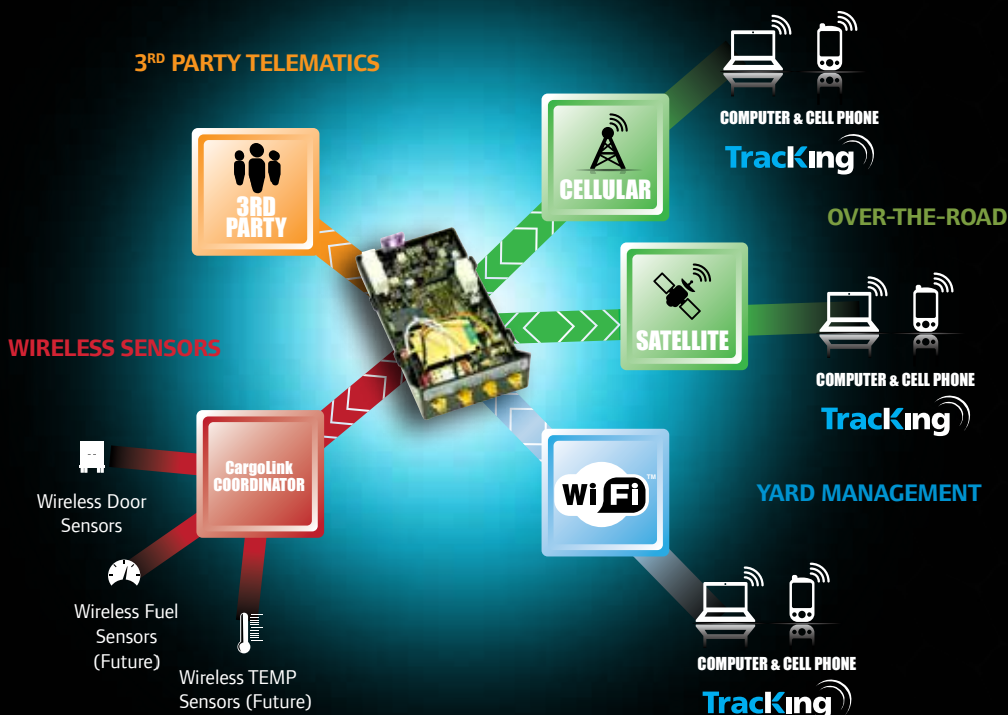 3RD PARTY TELEMATICS
3RD
PARTY
CELLULAR
COMPUTER & CELL PHONE
TracKing
OVER-THE-ROAD
SATELLITE
COMPUTER & CELL PHONE
TracKing
WIRELESS SENSORS
CargoLink
COORDINATOR
Wireless Door
Sensors
Wireless Fuel
Sensors
(Future)
Wireless TEMP
Sensors (Future)
Wi Fi TM
YARD MANAGEMENT
COMPUTER & CELL PHONE
TracKing